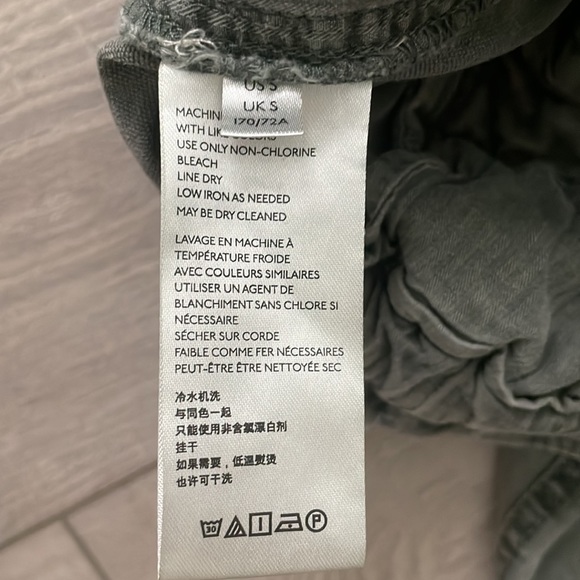 US S
UK S
170/72A
MACHIN
WITH LIK COLORS
USE ONLY NON-CHLORINE
BLEACH
LINE DRY
LOW IRON AS NEEDED
MAY BE DRY CLEANED
LAVAGE EN MACHINE À
TEMPÉRATURE FROIDE
AVEC COULEURS SIMILAIRES
UTILISER UN AGENT DE
BLANCHIMENT SANS CHLORE SI
NÉCESSAIRE
SÉCHER SUR CORDE
FAIBLE COMME FER NÉCESSAIRES
PEUT-ÊTRE ÊTRE NETTOYÉE SEC
冷水机洗
与同色一起
只能使用非含氯漂白剂
挂干
如果需要，低温熨烫
也许可干洗
30 P